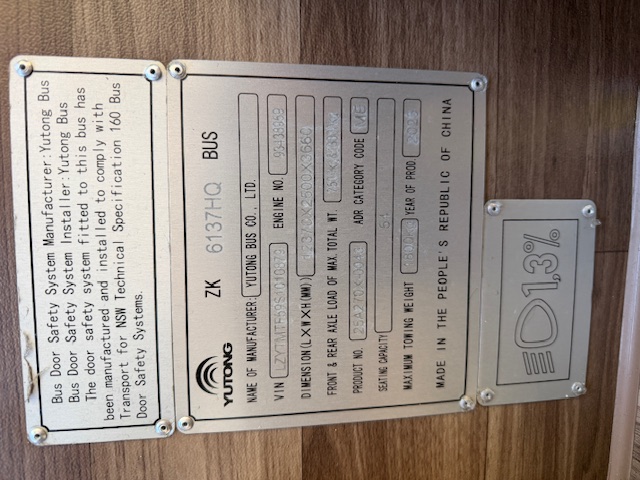 Bus Door Safety System Manufacturer:Yutong Bus
Bus Door Safety System Installer:Yutong Bus
The door safety system fitted to this bus has
been manufactured and installed to comply with
Transport for NSW Technical Specification 160 Bus
Door Safety Systems.
YUTONG
ZK 6137HQ BUS
NAME OF MANUFACTURER YUTONG BUS CO., LTD.
VIN ENGINE NO.
DIMENSION(L×W×H(MM))
FRONT & REAR AXLE LOAD OF MAX.TOTAL WT.
PRODUCT NO. ADR CATEGORY CODE ME
SEATING CAPACITY
MAXIMUM TOWING WEIGHT YEAR OF PROD.
MADE IN THE PEOPLE'S REPUBLIC OF CHINA
1,3%